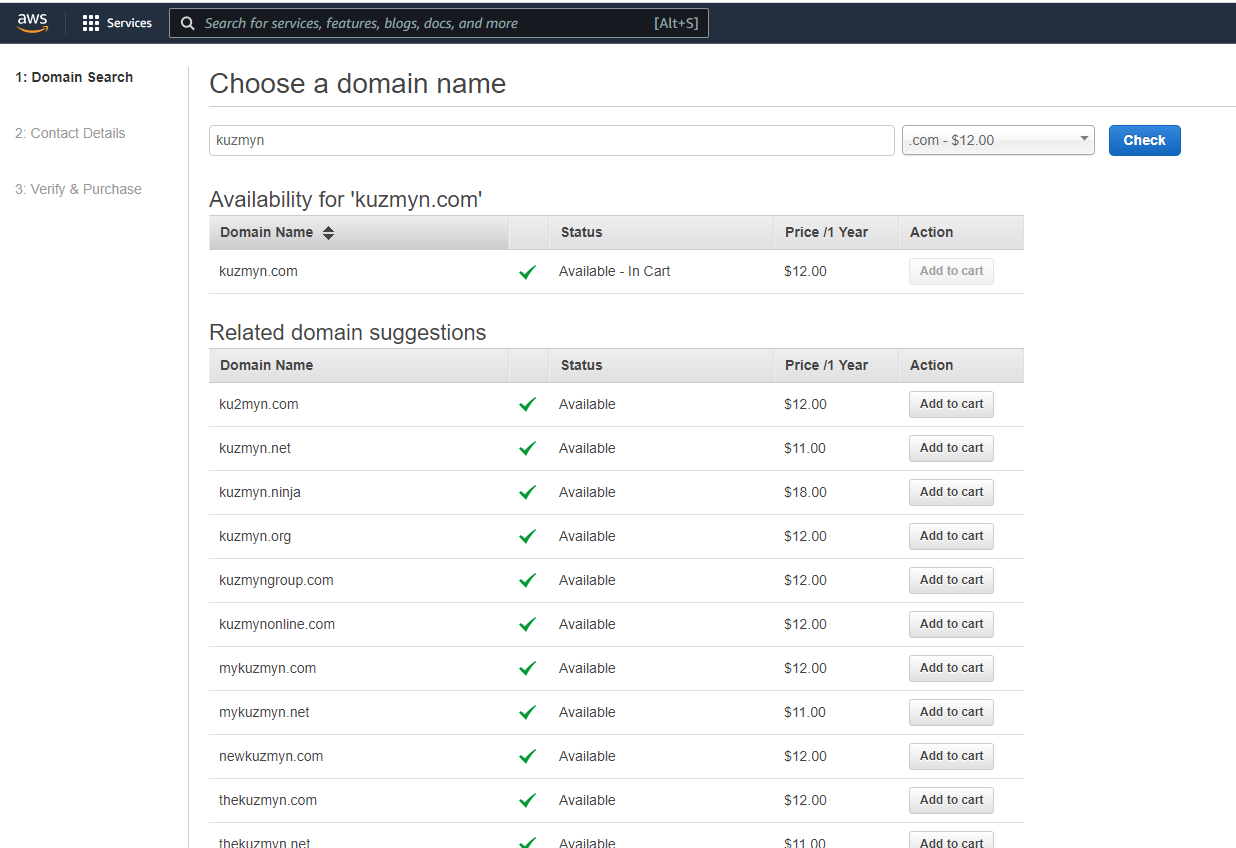 aws Services Search for services, features, blogs, docs, and more [Alt+S]
1: Domain Search
2: Contact Details
3: Verify & Purchase
Choose a domain name
kuzmyn .com - $12.00 Check
Availability for 'kuzmyn.com'
Domain Name Status Price /1 Year Action
kuzmyn.com Available - In Cart $12.00 Add to cart
Related domain suggestions
Domain Name Status Price /1 Year Action
ku2myn.com Available $12.00 Add to cart
kuzmyn.net Available $11.00 Add to cart
kuzmyn.ninja Available $18.00 Add to cart
kuzmyn.org Available $12.00 Add to cart
kuzmyngroup.com Available $12.00 Add to cart
kuzmynonline.com Available $12.00 Add to cart
mykuzmyn.com Available $12.00 Add to cart
mykuzmyn.net Available $11.00 Add to cart
newkuzmyn.com Available $12.00 Add to cart
thekuzmyn.com Available $12.00 Add to cart
thekuzmyn.net Available $11.00 Add to cart